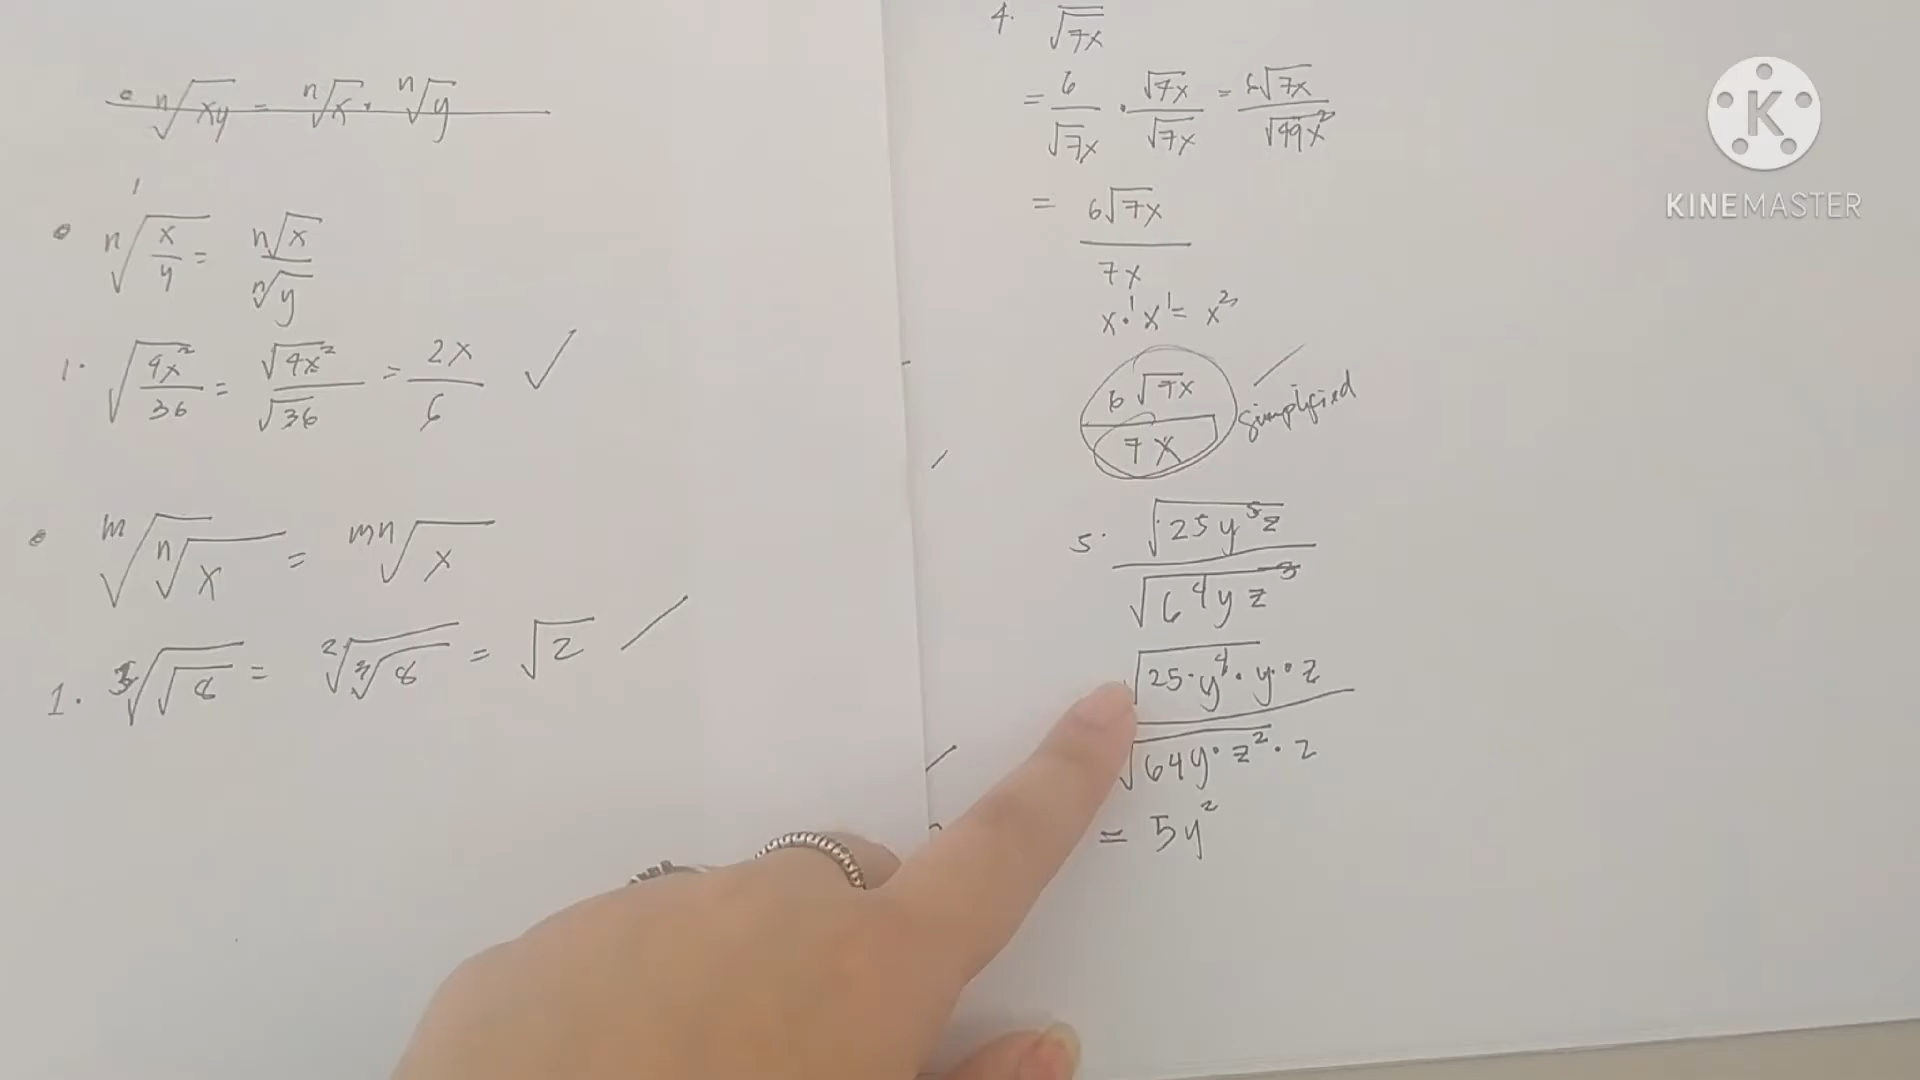 ⁿ√xy = ⁿ√x · ⁿ√y
ⁿ√(x/y) = ⁿ√x / ⁿ√y
1. √(4x²/36) = √4x² / √36 = 2x/6 ✓
ᵐ√ⁿ√x = ᵐⁿ√x
1. ³√√8 = ²√³√8 = √2
4. √7x
= 6/√7x · √7x/√7x = 6√7x / √49x²
= 6√7x / 7x
x¹ · x¹ = x²
6√7x / 7x simplified
5. √25y⁵z / √64yz³
√25·y⁴·y·z / √64y·z²·z
= 5y²
K
KINEMASTER